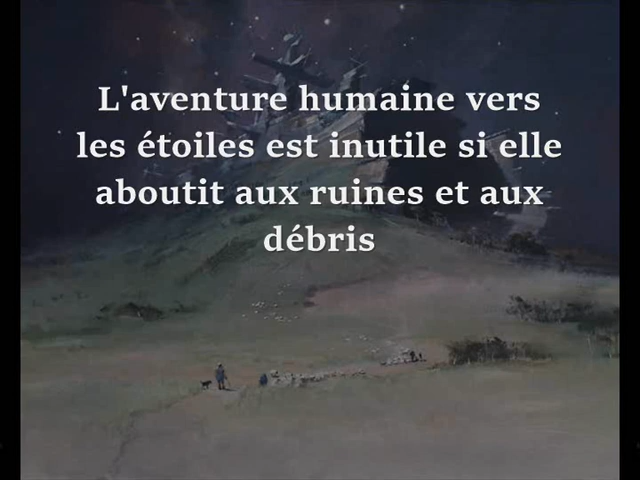 L'aventure humaine vers
les étoiles est inutile si elle
aboutit aux ruines et aux
débris